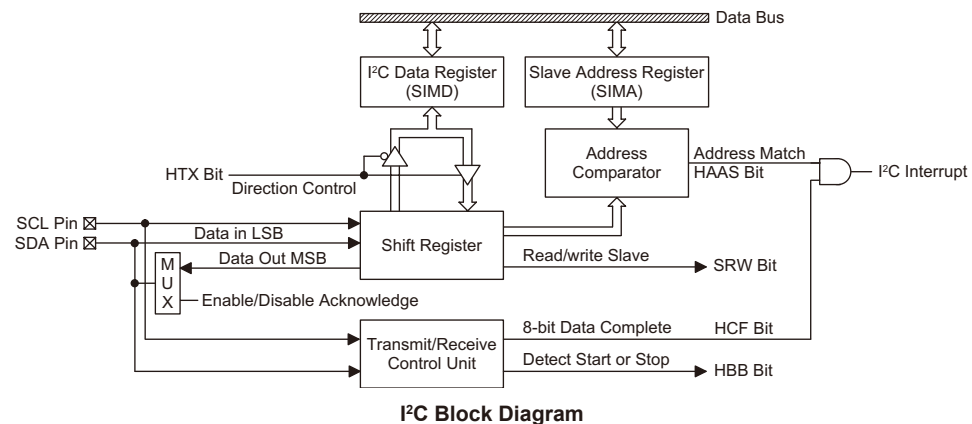 Data Bus
I²C Data Register
(SIMD)
Slave Address Register
(SIMA)
HTX Bit
Direction Control
Address
Comparator
Address Match
HAAS Bit
I²C Interrupt
SCL Pin
SDA Pin
Data in LSB
Shift Register
Data Out MSB
Read/write Slave
SRW Bit
M
U
X
Enable/Disable Acknowledge
Transmit/Receive
Control Unit
8-bit Data Complete
HCF Bit
Detect Start or Stop
HBB Bit
I²C Block Diagram